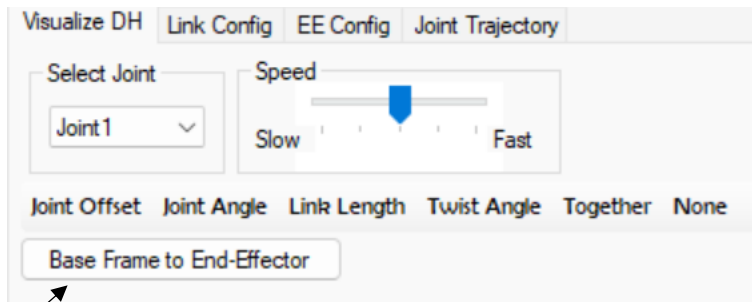 Visualize DH Link Config EE Config Joint Trajectory
Select Joint Speed
Joint1 Slow Fast
Joint Offset Joint Angle Link Length Twist Angle Together None
Base Frame to End-Effector